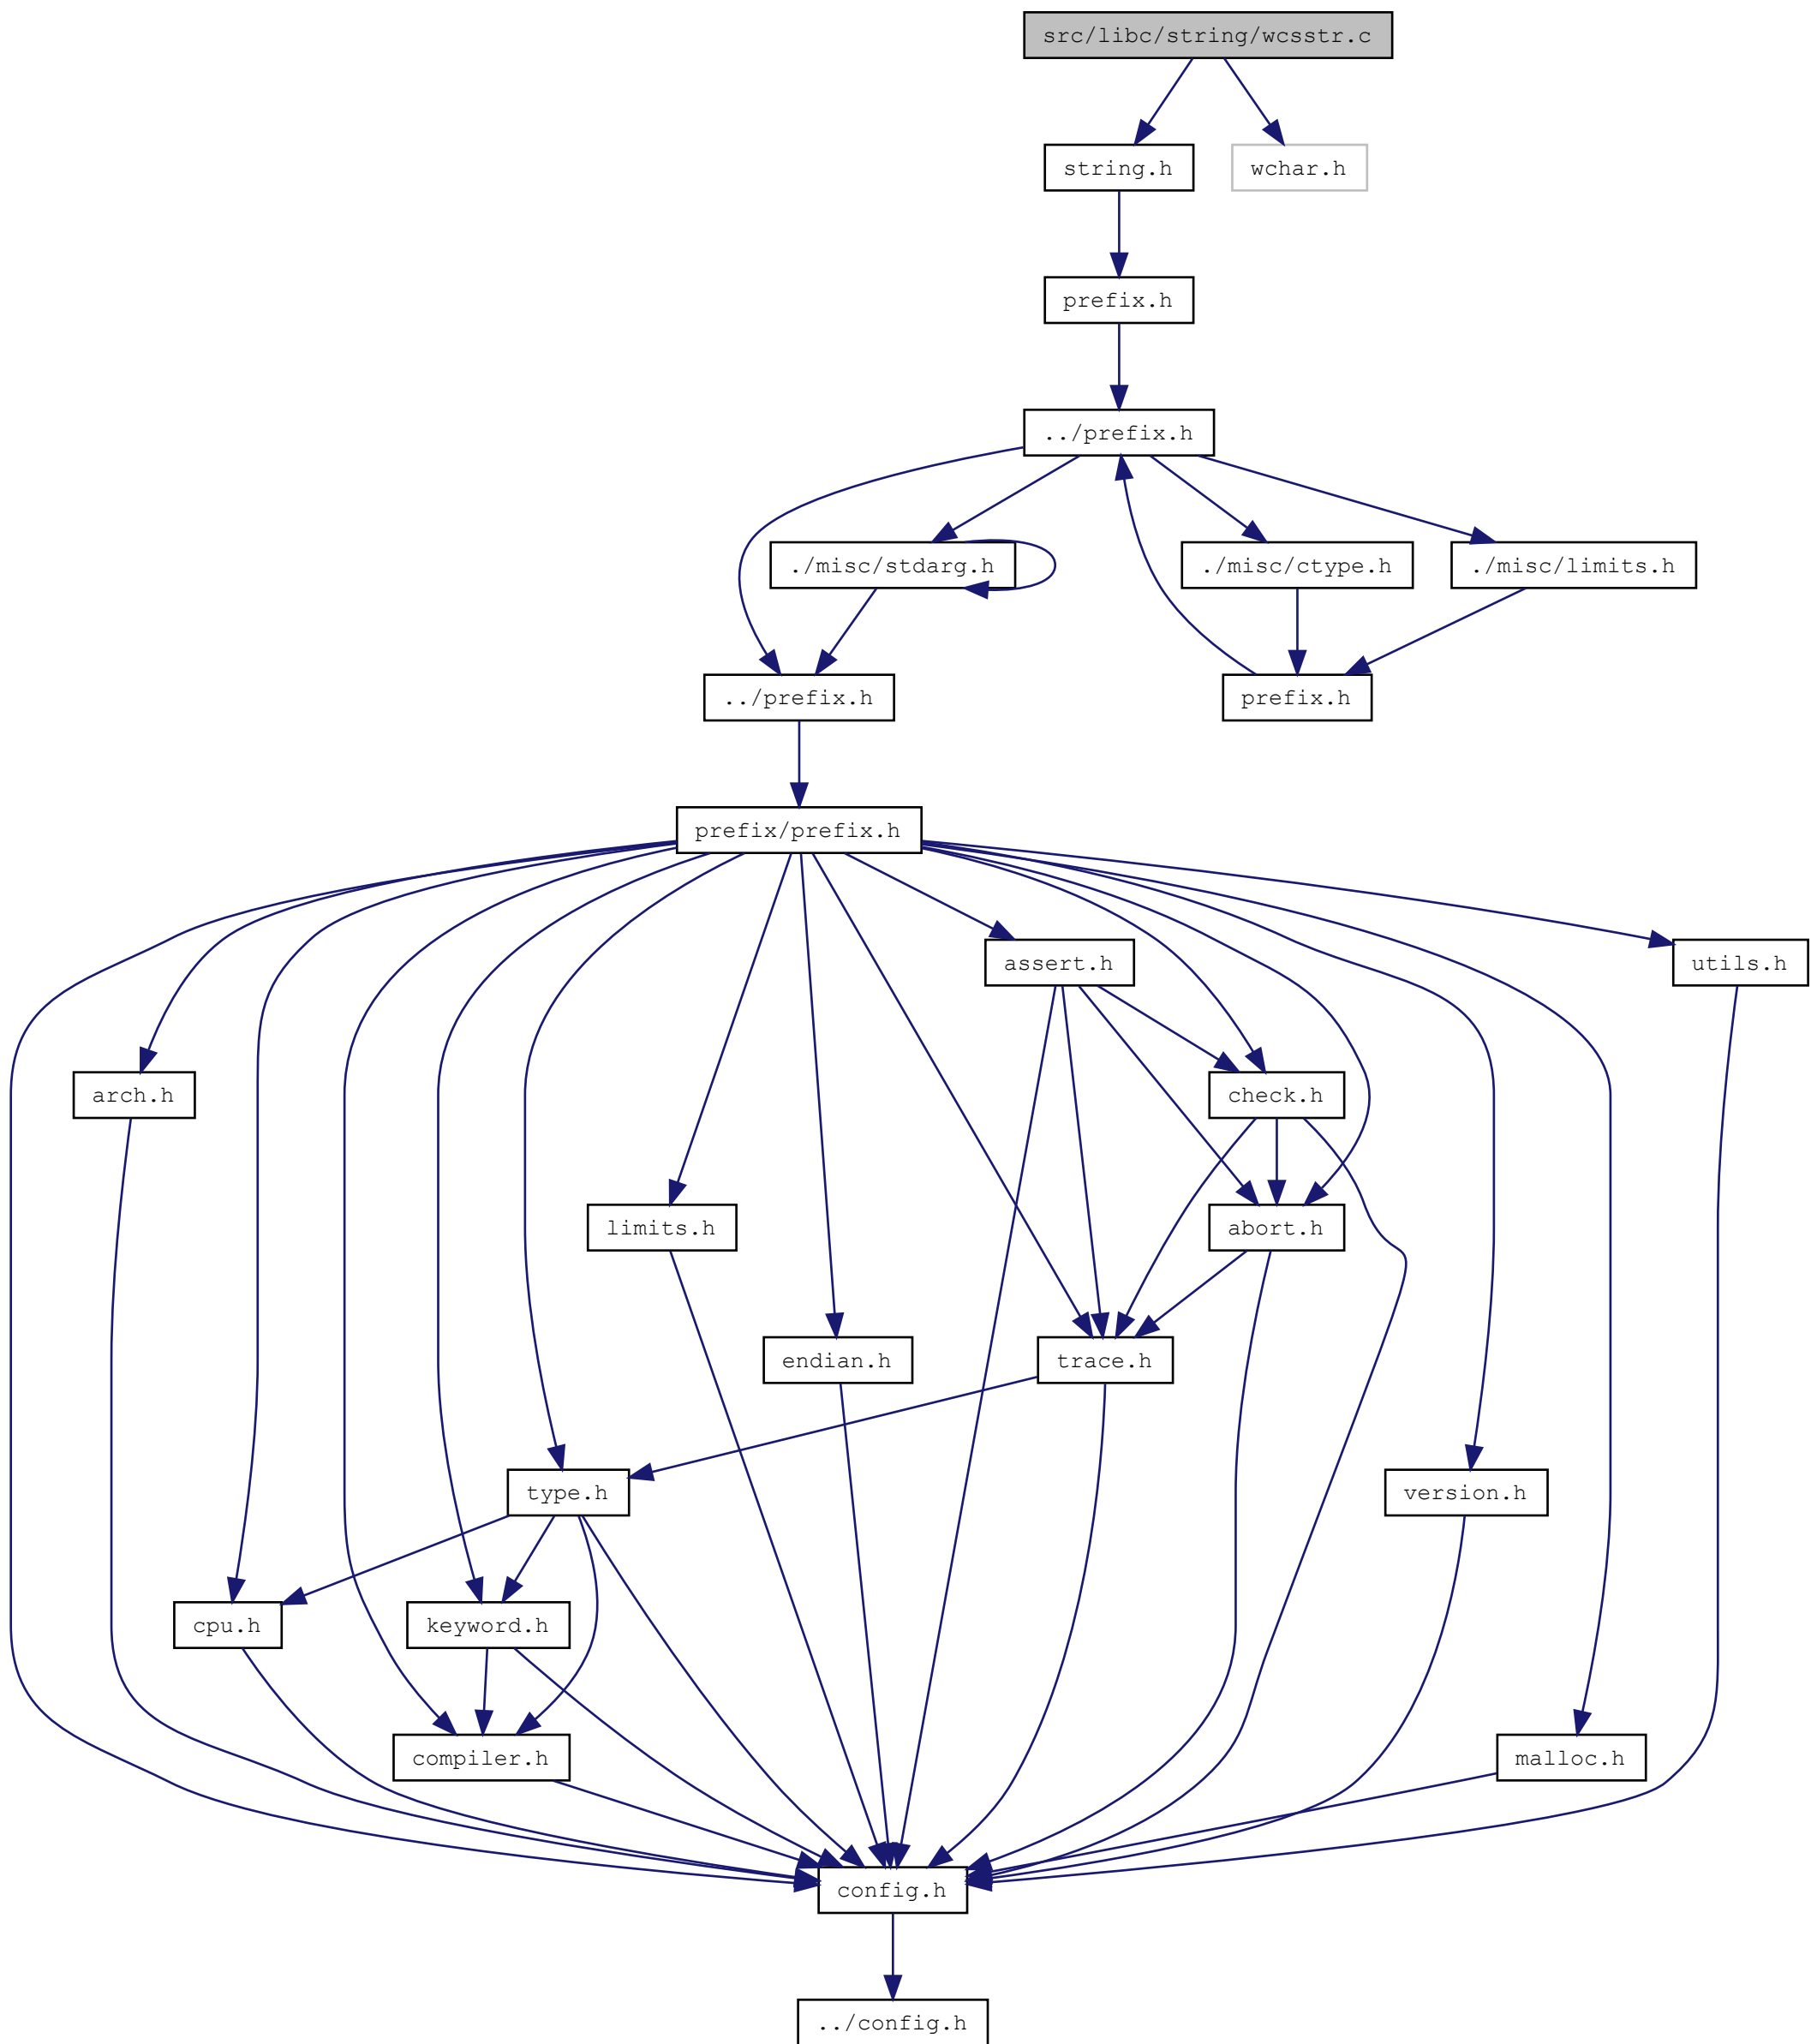 src/libc/string/wcsstr.c
string.h
wchar.h
prefix.h
../prefix.h
./misc/stdarg.h
./misc/ctype.h
./misc/limits.h
../prefix.h
prefix.h
prefix/prefix.h
assert.h
utils.h
arch.h
check.h
limits.h
abort.h
endian.h
trace.h
type.h
version.h
cpu.h
keyword.h
compiler.h
malloc.h
config.h
../config.h